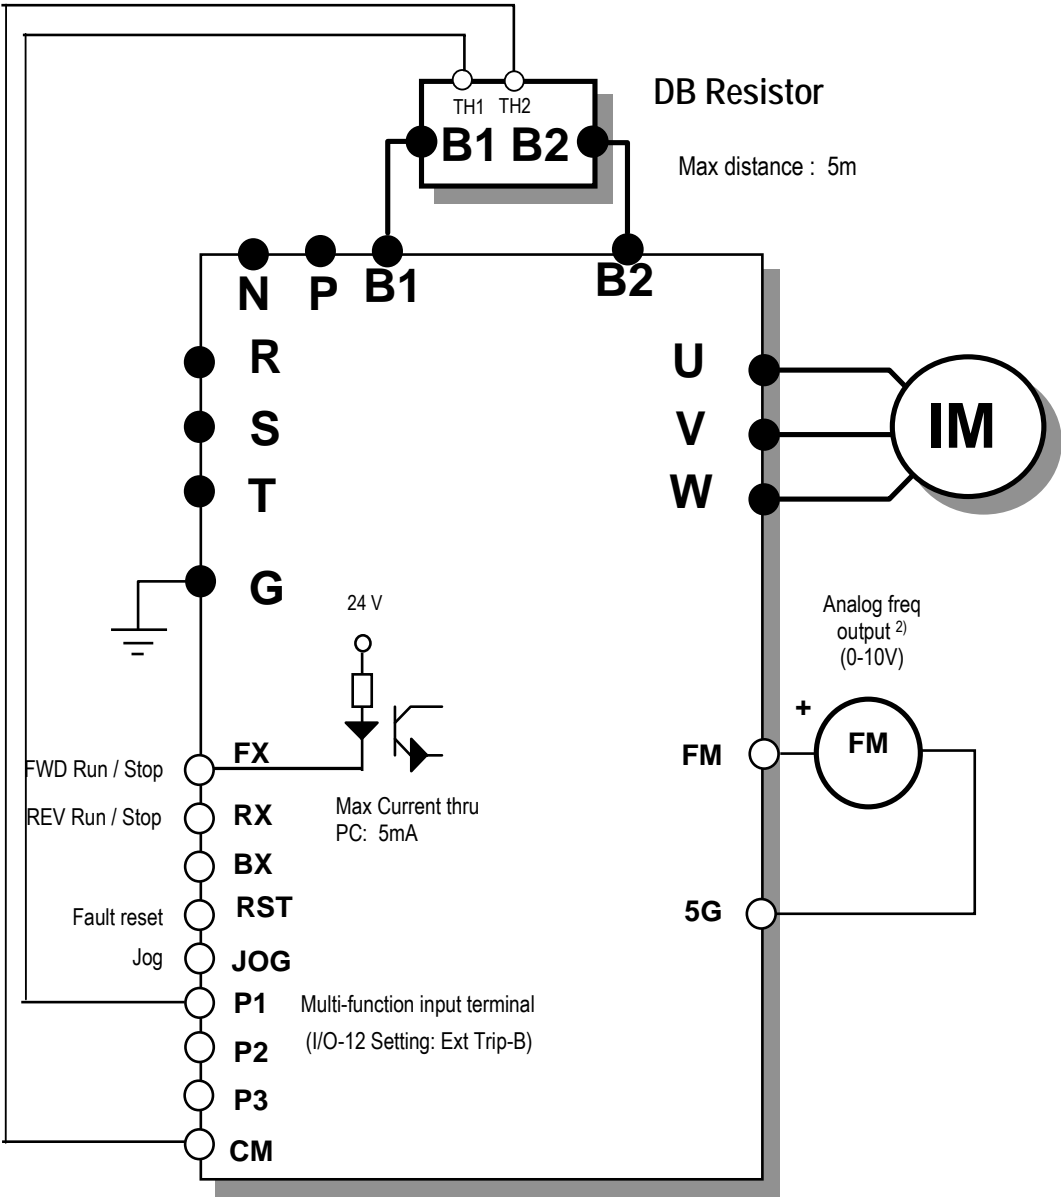 DB Resistor
TH1 TH2
B1 B2
Max distance : 5m
N P B1 B2
R
S
T
G
U
V
W
IM
24 V
Analog freq
output 2)
(0-10V)
+
FM
FM
FX
FWD Run / Stop
Max Current thru
PC: 5mA
REV Run / Stop
RX
BX
Fault reset
RST
5G
Jog
JOG
P1
Multi-function input terminal
(I/O-12 Setting: Ext Trip-B)
P2
P3
CM